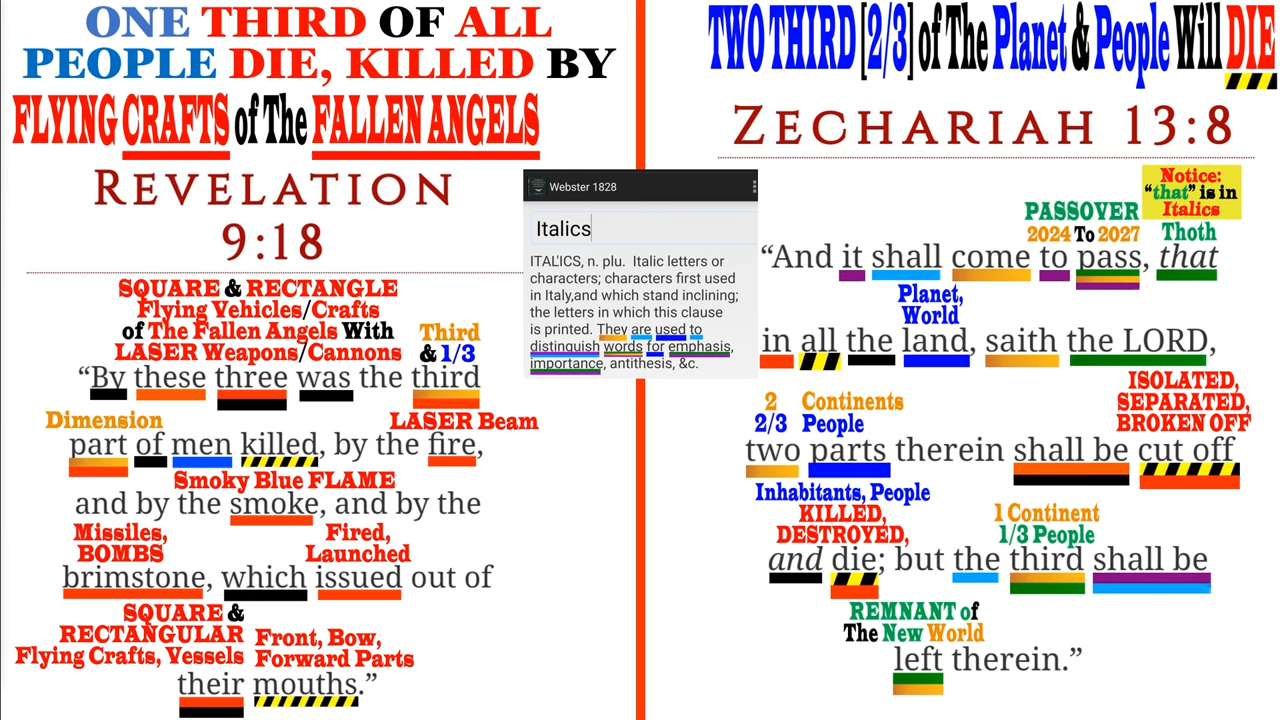 ONE THIRD OF ALL
PEOPLE DIE, KILLED BY
FLYING CRAFTS of The FALLEN ANGELS
REVELATION
9:18
SQUARE & RECTANGLE
Flying Vehicles/Crafts
of The Fallen Angels With
LASER Weapons/Cannons
Third
& 1/3
“By these three was the third
Dimension
LASER Beam
part of men killed, by the fire,
Smoky Blue FLAME
and by the smoke, and by the
Missiles,
BOMBS
Fired,
Launched
brimstone, which issued out of
SQUARE &
RECTANGULAR
Flying Crafts, Vessels
Front, Bow,
Forward Parts
their mouths.”
Webster 1828
Italics
ITAL'ICS, n. plu. Italic letters or
characters; characters first used
in Italy,and which stand inclining;
the letters in which this clause
is printed. They are used to
distinguish words for emphasis,
importance, antithesis, &c.
TWO THIRD [2/3] of The Planet & People Will DIE
ZECHARIAH 13:8
Notice:
“that” is in
Italics
PASSOVER
2024 To 2027
Thoth
“And it shall come to pass, that
Planet,
World
in all the land, saith the LORD,
2
2/3
Continents
People
ISOLATED,
SEPARATED,
BROKEN OFF
two parts therein shall be cut off
Inhabitants, People
KILLED,
DESTROYED,
1 Continent
1/3 People
and die; but the third shall be
REMNANT of
The New World
left therein.”